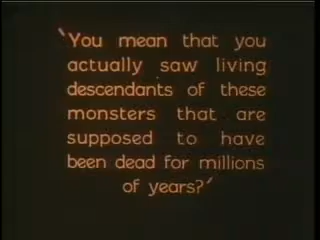 "You mean that you
actually saw living
descendants of these
monsters that are
supposed to have
been dead for millions
of years?"